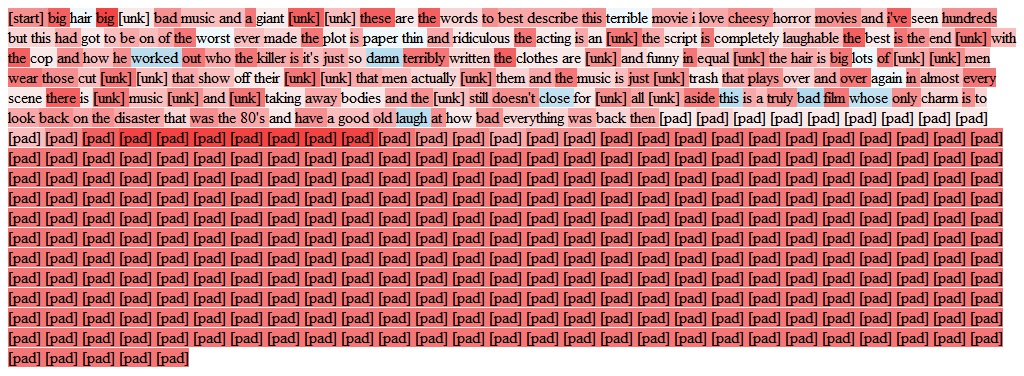 [start] big hair big [unk] bad music and a giant [unk] [unk] these are the words to best describe this terrible movie i love cheesy horror movies and i've seen hundreds
but this had got to be on of the worst ever made the plot is paper thin and ridiculous the acting is an [unk] the script is completely laughable the best is the end [unk] with
the cop and how he worked out who the killer is it's just so damn terribly written the clothes are [unk] and funny in equal [unk] the hair is big lots of [unk] [unk] men
wear those cut [unk] [unk] that show off their [unk] [unk] that men actually [unk] them and the music is just [unk] trash that plays over and over again in almost every
scene there is [unk] music [unk] and [unk] taking away bodies and the [unk] still doesn't close for [unk] all [unk] aside this is a truly bad film whose only charm is to
look back on the disaster that was the 80's and have a good old laugh at how bad everything was back then [pad] [pad] [pad] [pad] [pad] [pad] [pad] [pad] [pad]
[pad] [pad] [pad] [pad] [pad] [pad] [pad] [pad] [pad] [pad] [pad] [pad] [pad] [pad] [pad] [pad] [pad] [pad] [pad] [pad] [pad] [pad] [pad] [pad] [pad] [pad] [pad]
[pad] [pad] [pad] [pad] [pad] [pad] [pad] [pad] [pad] [pad] [pad] [pad] [pad] [pad] [pad] [pad] [pad] [pad] [pad] [pad] [pad] [pad] [pad] [pad] [pad] [pad] [pad]
[pad] [pad] [pad] [pad] [pad] [pad] [pad] [pad] [pad] [pad] [pad] [pad] [pad] [pad] [pad] [pad] [pad] [pad] [pad] [pad] [pad] [pad] [pad] [pad] [pad] [pad] [pad]
[pad] [pad] [pad] [pad] [pad] [pad] [pad] [pad] [pad] [pad] [pad] [pad] [pad] [pad] [pad] [pad] [pad] [pad] [pad] [pad] [pad] [pad] [pad] [pad] [pad] [pad] [pad]
[pad] [pad] [pad] [pad] [pad] [pad] [pad] [pad] [pad] [pad] [pad] [pad] [pad] [pad] [pad] [pad] [pad] [pad] [pad] [pad] [pad] [pad] [pad] [pad] [pad] [pad] [pad]
[pad] [pad] [pad] [pad] [pad] [pad] [pad] [pad] [pad] [pad] [pad] [pad] [pad] [pad] [pad] [pad] [pad] [pad] [pad] [pad] [pad] [pad] [pad] [pad] [pad] [pad] [pad]
[pad] [pad] [pad] [pad] [pad] [pad] [pad] [pad] [pad] [pad] [pad] [pad] [pad] [pad] [pad] [pad] [pad] [pad] [pad] [pad] [pad] [pad] [pad] [pad] [pad] [pad] [pad]
[pad] [pad] [pad] [pad] [pad] [pad] [pad] [pad] [pad] [pad] [pad] [pad] [pad] [pad] [pad] [pad] [pad] [pad] [pad] [pad] [pad] [pad] [pad] [pad] [pad] [pad] [pad]
[pad] [pad] [pad] [pad] [pad] [pad] [pad] [pad] [pad] [pad] [pad] [pad] [pad] [pad] [pad] [pad] [pad] [pad] [pad] [pad] [pad] [pad] [pad] [pad] [pad] [pad] [pad]
[pad] [pad] [pad] [pad] [pad] [pad] [pad] [pad] [pad] [pad] [pad] [pad] [pad] [pad] [pad] [pad] [pad] [pad] [pad] [pad] [pad] [pad] [pad] [pad] [pad] [pad] [pad]
[pad] [pad] [pad] [pad] [pad] [pad] [pad] [pad] [pad] [pad] [pad] [pad] [pad] [pad] [pad] [pad] [pad] [pad] [pad] [pad] [pad] [pad] [pad] [pad] [pad] [pad] [pad]
[pad] [pad] [pad] [pad] [pad]